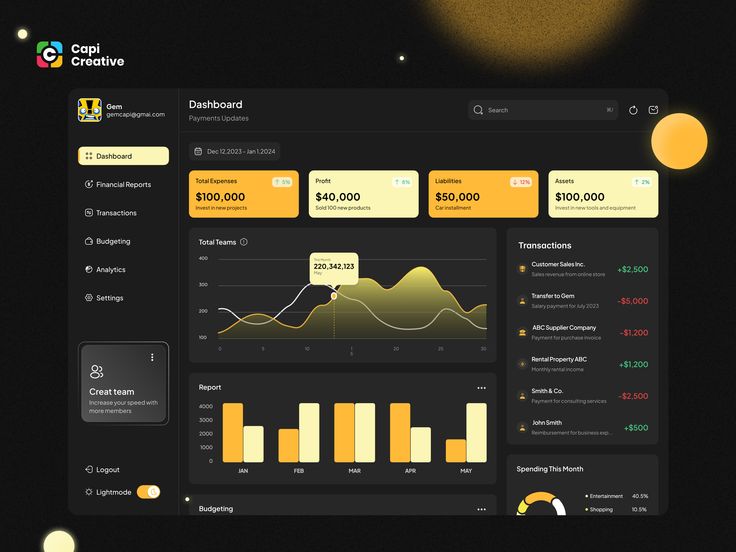 Capi
Creative
Gem
gemcapi@gmai.com
Dashboard
Financial Reports
Transactions
Budgeting
Analytics
Settings
Creat team
Increase your speed with
more members
Logout
Lightmode
Dashboard
Payments Updates
Search
Dec 12,2023 - Jan 1,2024
Total Expenses
↑ 5%
$100,000
Invest in new projects
Profit
↑ 6%
$40,000
Sold 100 new products
Liabilities
↓ 12%
$50,000
Car installment
Assets
↑ 2%
$100,000
Invest in new tools and equipment
Total Teams
400
300
200
100
220,342,123
May
0
5
10
1
5
20
25
30
Report
4000
3000
2000
1000
0
JAN
FEB
MAR
APR
MAY
Budgeting
Transactions
Customer Sales Inc.
Sales revenue from online store
+$2,500
Transfer to Gem
Salary payment for July 2023
-$5,000
ABC Supplier Company
Payment for purchase invoice
-$1,200
Rental Property ABC
Monthly rental income
+$1,200
Smith & Co.
Payment for consulting services
-$2,500
John Smith
Reimbursement for business exp...
+$500
Spending This Month
Entertainment 40.5%
Shopping 10.5%